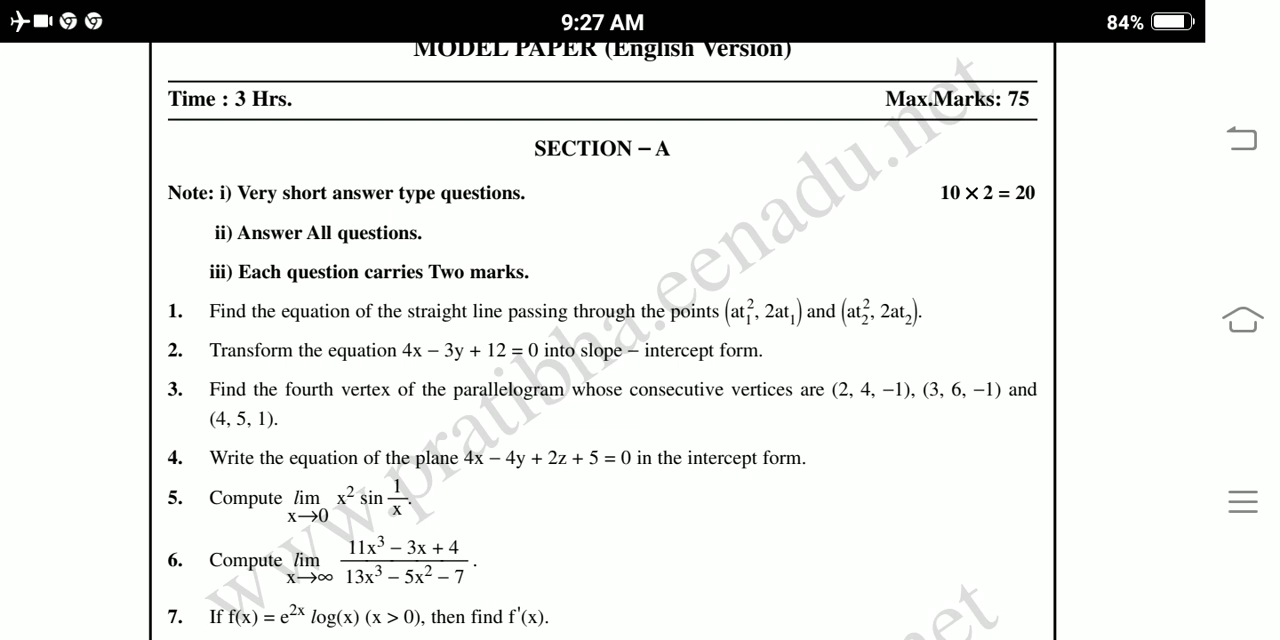 9:27 AM
84%
MODEL PAPER (English Version)
Time : 3 Hrs. Max.Marks: 75
SECTION – A
Note: i) Very short answer type questions. 10 × 2 = 20
ii) Answer All questions.
iii) Each question carries Two marks.
1. Find the equation of the straight line passing through the points (at₁², 2at₁) and (at₂², 2at₂).
2. Transform the equation 4x – 3y + 12 = 0 into slope – intercept form.
3. Find the fourth vertex of the parallelogram whose consecutive vertices are (2, 4, –1), (3, 6, –1) and
(4, 5, 1).
4. Write the equation of the plane 4x – 4y + 2z + 5 = 0 in the intercept form.
5. Compute lim x→0 x² sin 1/x.
6. Compute lim x→∞ (11x³ – 3x + 4)/(13x³ – 5x² – 7).
7. If f(x) = e²ˣ log(x) (x > 0), then find f'(x).
www.pratibha.eenadu.net
et